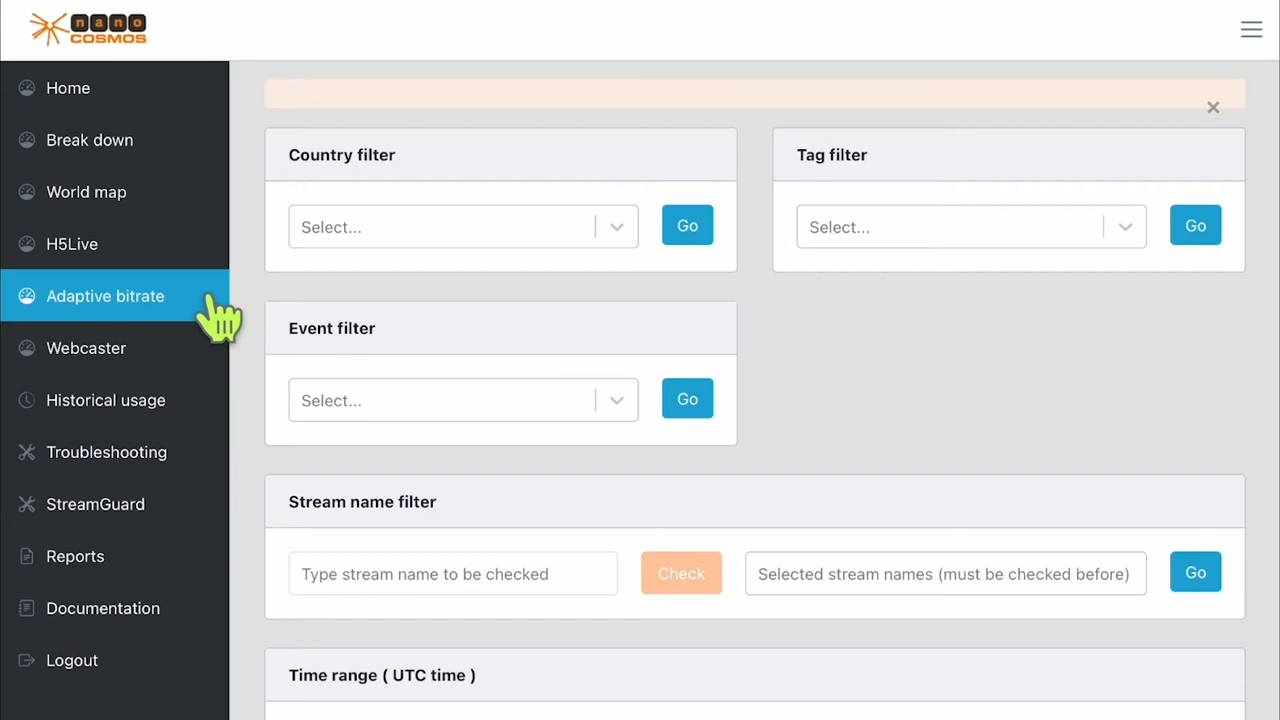 nano
COSMOS
Home
Break down
World map
H5Live
Adaptive bitrate
Webcaster
Historical usage
Troubleshooting
StreamGuard
Reports
Documentation
Logout
×
Country filter
Select...
Go
Tag filter
Select...
Go
Event filter
Select...
Go
Stream name filter
Type stream name to be checked
Check
Selected stream names (must be checked before)
Go
Time range ( UTC time )